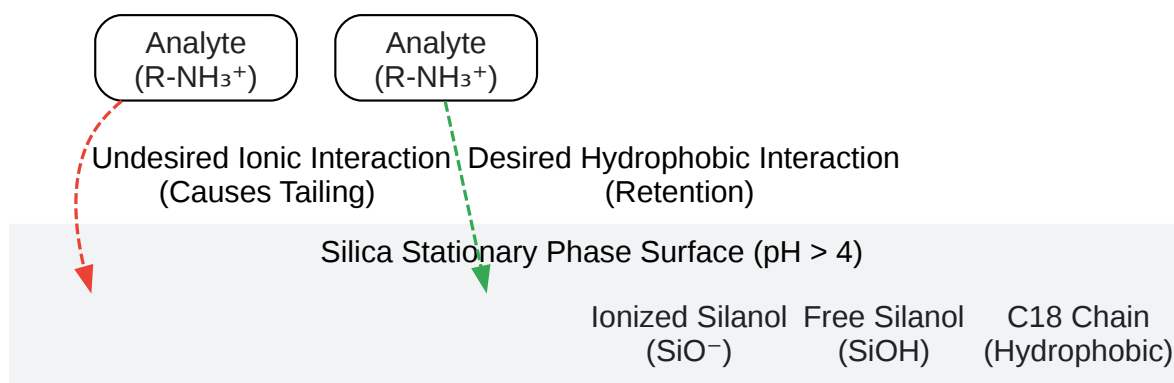 Analyte
(R-NH₃⁺)
Analyte
(R-NH₃⁺)
Undesired Ionic Interaction
(Causes Tailing)
Desired Hydrophobic Interaction
(Retention)
Silica Stationary Phase Surface (pH > 4)
Ionized Silanol
(SiO⁻)
Free Silanol
(SiOH)
C18 Chain
(Hydrophobic)